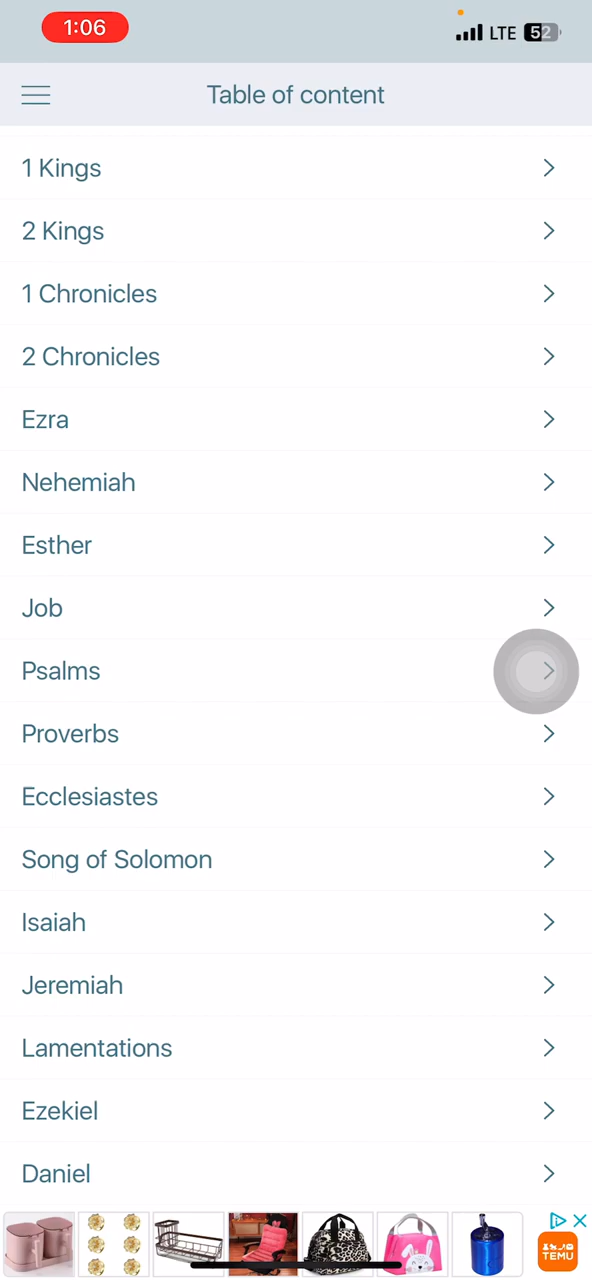 1:06
LTE 52
Table of content
1 Kings
2 Kings
1 Chronicles
2 Chronicles
Ezra
Nehemiah
Esther
Job
Psalms
Proverbs
Ecclesiastes
Song of Solomon
Isaiah
Jeremiah
Lamentations
Ezekiel
Daniel
TEMU